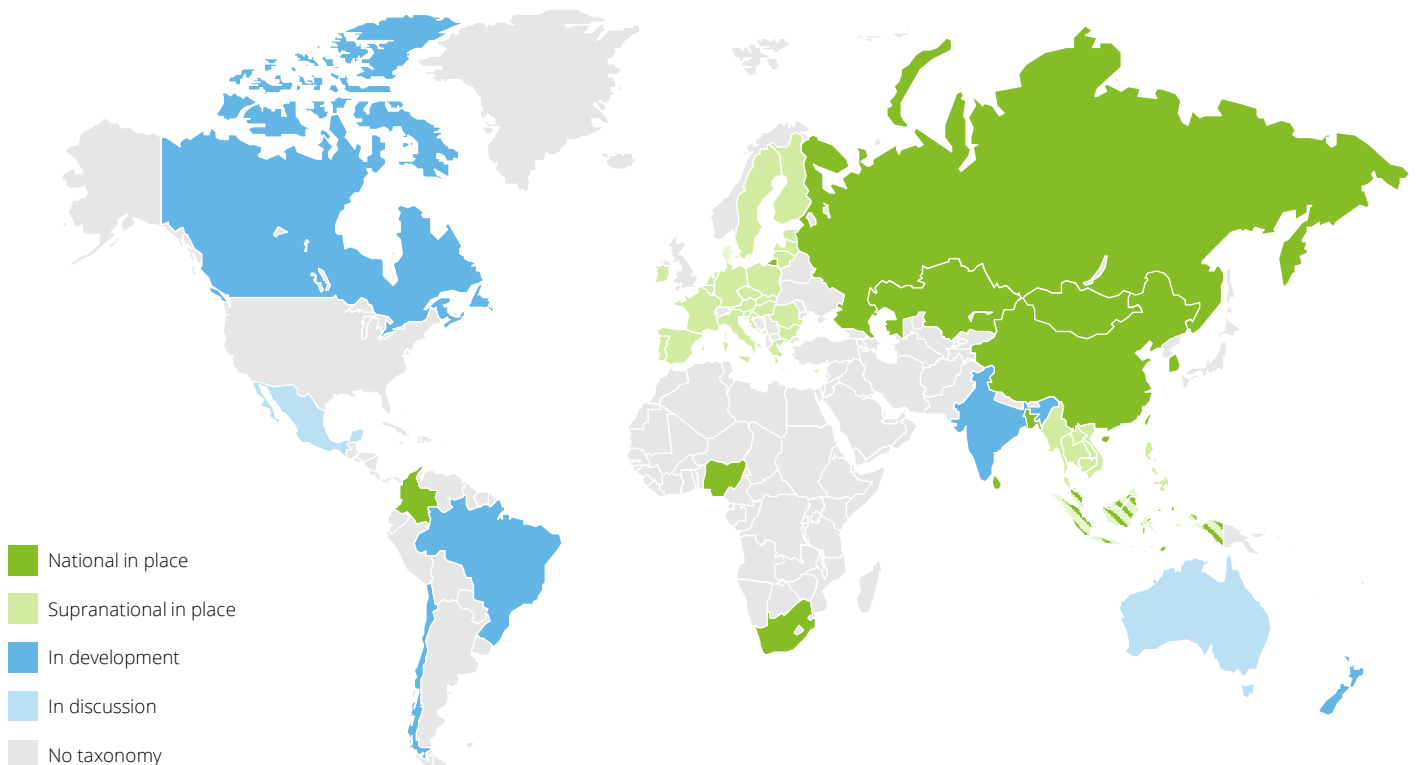 National in place
Supranational in place
In development
In discussion
No taxonomy